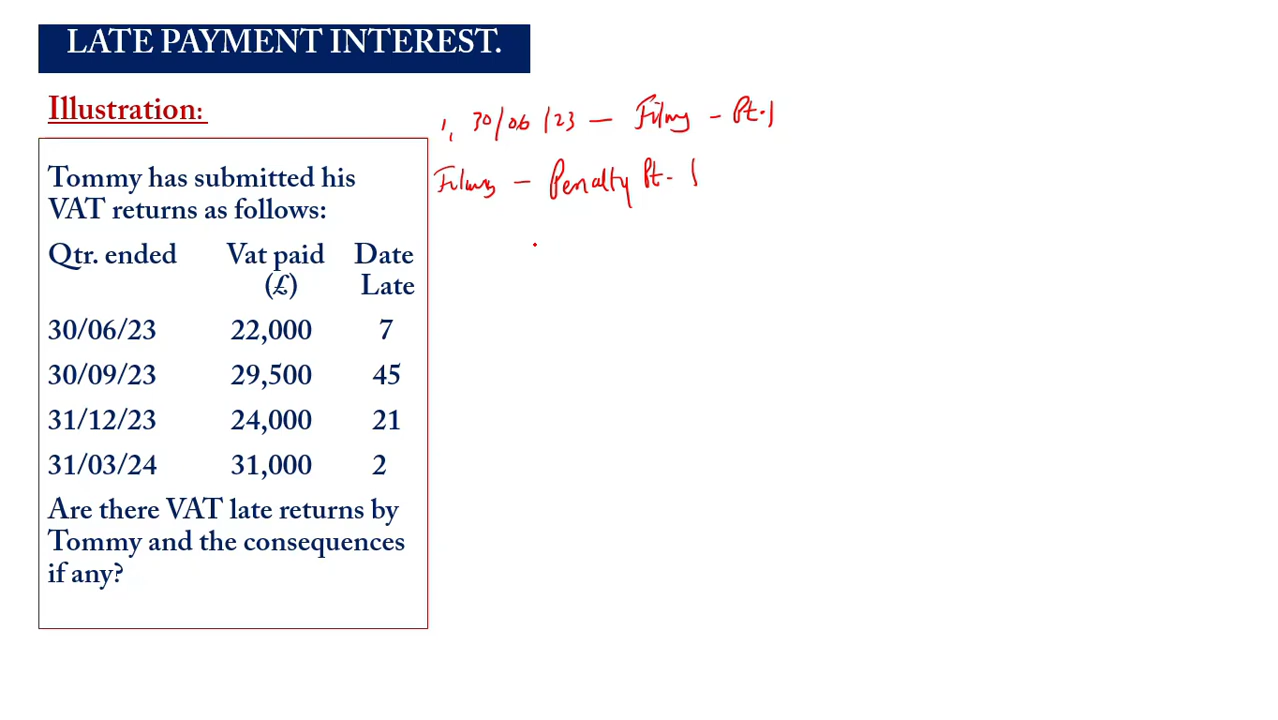 LATE PAYMENT INTEREST.
Illustration:
1, 30/06/23 — Filing - Pt.1
Filing — Penalty Pt. 1
Tommy has submitted his
VAT returns as follows:
Qtr. ended Vat paid Date
(£) Late
30/06/23 22,000 7
30/09/23 29,500 45
31/12/23 24,000 21
31/03/24 31,000 2
Are there VAT late returns by
Tommy and the consequences
if any?